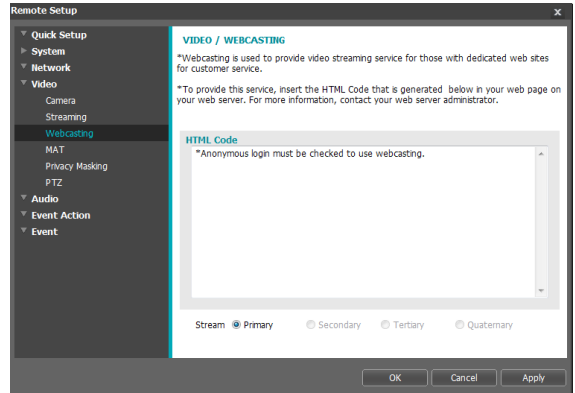 Remote Setup
x
Quick Setup
System
Network
Video
Camera
Streaming
Webcasting
MAT
Privacy Masking
PTZ
Audio
Event Action
Event
VIDEO / WEBCASTING
*Webcasting is used to provide video streaming service for those with dedicated web sites
for customer service.
*To provide this service, insert the HTML Code that is generated below in your web page on
your web server. For more information, contact your web server administrator.
HTML Code
*Anonymous login must be checked to use webcasting.
Stream Primary Secondary Tertiary Quaternary
OK Cancel Apply